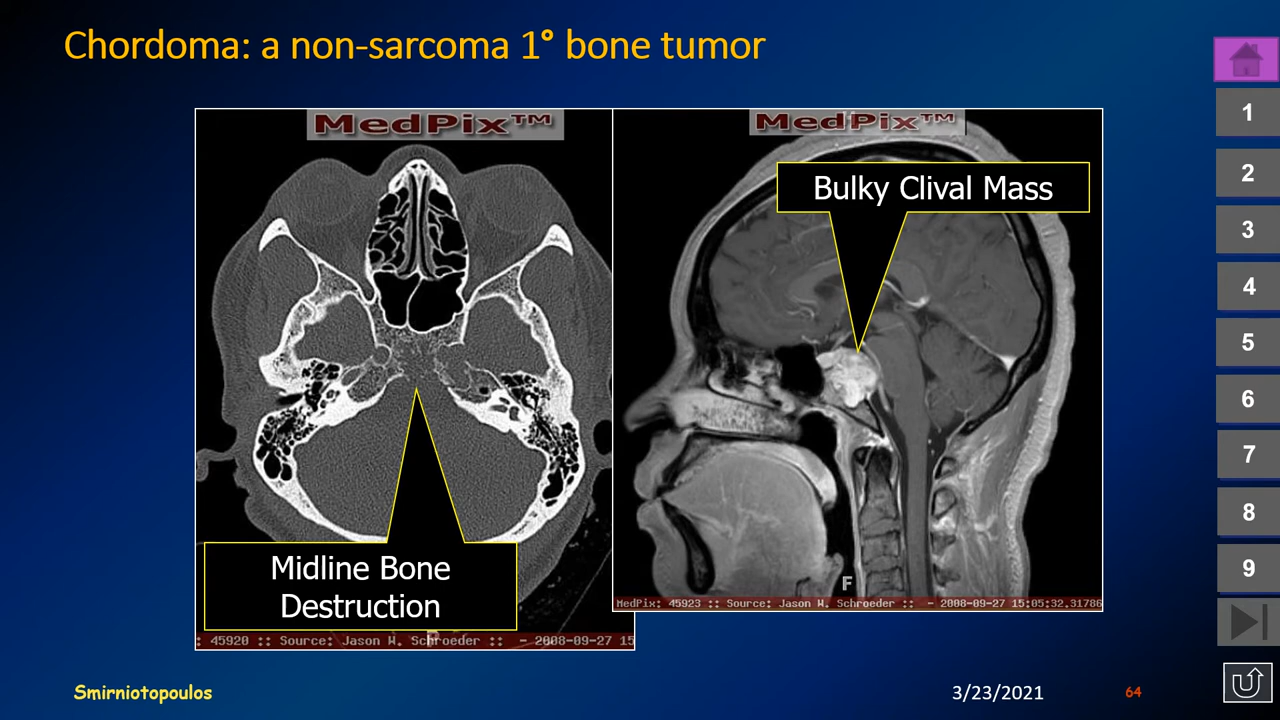 Chordoma: a non-sarcoma 1° bone tumor
MedPix™
MedPix™
Bulky Clival Mass
Midline Bone
Destruction
F
MedPix: 45923 :: Source: Jason W. Schroeder :: - 2008-09-27 15:05:32.31786
: 45920 :: Source: Jason W. Schroeder :: - 2008-09-27 15
1
2
3
4
5
6
7
8
9
Smirniotopoulos
3/23/2021
64